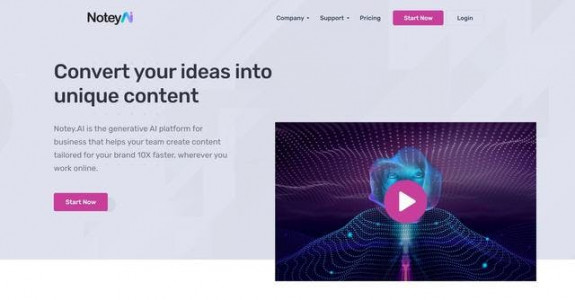 NoteyAi
Company Support Pricing Start Now Login
Convert your ideas into
unique content
Notey.AI is the generative AI platform for
business that helps your team create content
tailored for your brand 10X faster, wherever you
work online.
Start Now